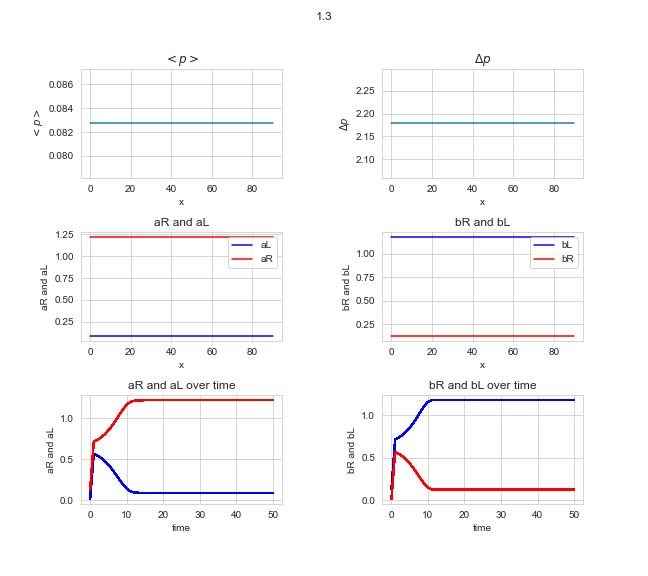 1.3
< p >
Δp
0.086
0.084
0.082
0.080
< p >
0 20 40 60 80
x
2.25
2.20
2.15
2.10
Δp
0 20 40 60 80
x
aR and aL
1.25
1.00
0.75
0.50
0.25
aR and aL
aL
aR
0 20 40 60 80
x
bR and bL
1.00
0.75
0.50
0.25
bR and bL
bL
bR
0 20 40 60 80
x
aR and aL over time
1.0
0.5
0.0
aR and aL
0 10 20 30 40 50
time
bR and bL over time
1.0
0.5
0.0
bR and bL
0 10 20 30 40 50
time